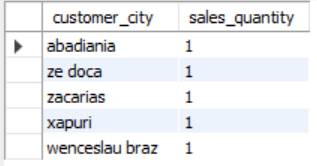 customer_city sales_quantity
abadiania 1
ze doca 1
zacarias 1
xapuri 1
wenceslau braz 1